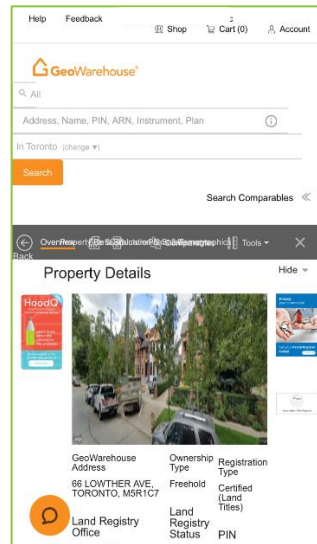 Help Feedback
Shop Cart (0) Account
GeoWarehouse®
All
Address, Name, PIN, ARN, Instrument, Plan
In Toronto (change ▼)
Search
Search Comparables
Overview Tools
Back
Property Details Hide
HoodQ
GeoWarehouse Address
Ownership Type
Registration Type
66 LOWTHER AVE, TORONTO, M5R1C7
Freehold
Certified (Land Titles)
Land Registry Office
Land Registry Status
PIN